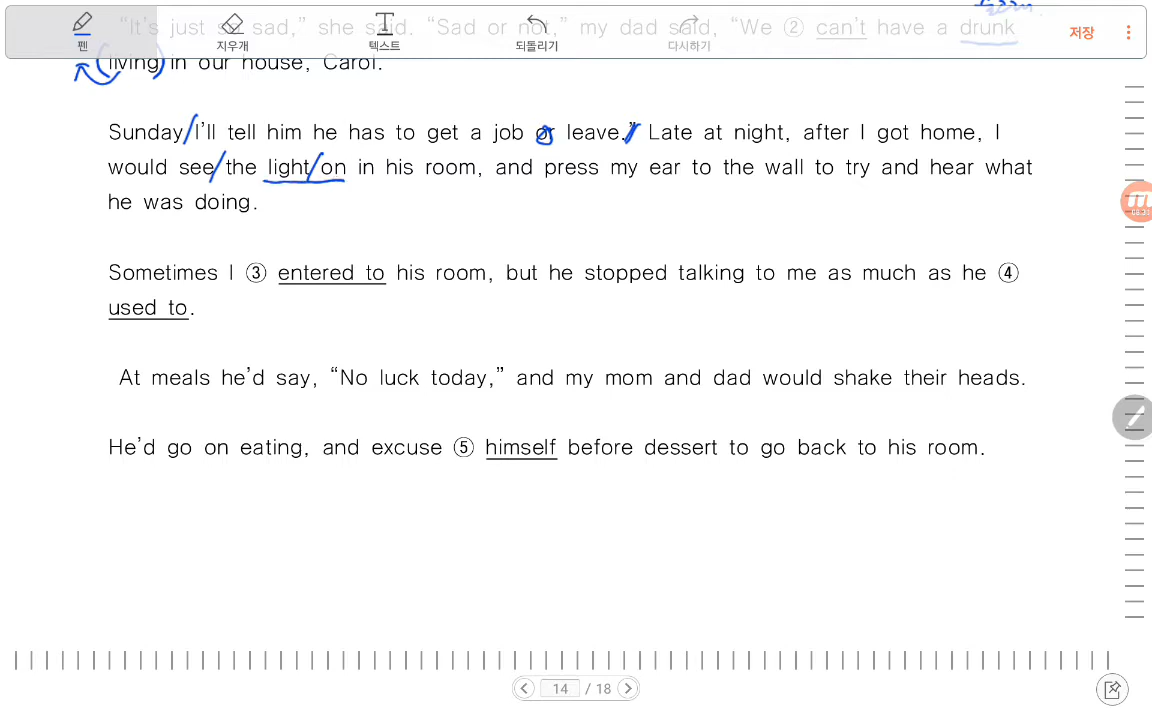 "It's just so sad," she said. "Sad or not," my dad said, "We ② can't have a drunk
펜 지우개 텍스트 되돌리기 다시하기 저장
living in our house, Carol.
Sunday I'll tell him he has to get a job or leave." Late at night, after I got home, I
would see the light on in his room, and press my ear to the wall to try and hear what
he was doing.
Sometimes I ③ entered to his room, but he stopped talking to me as much as he ④
used to.
At meals he'd say, "No luck today," and my mom and dad would shake their heads.
He'd go on eating, and excuse ⑤ himself before dessert to go back to his room.
14 / 18